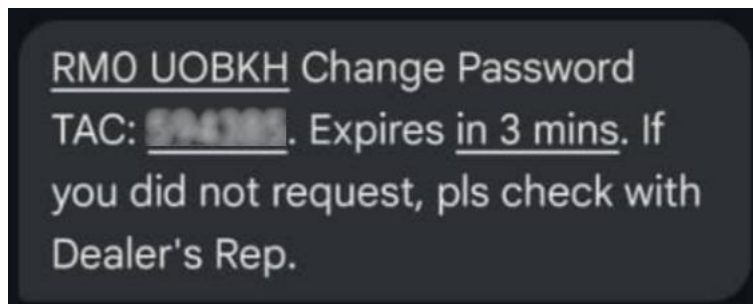 RM0 UOBKH Change Password
TAC: . Expires in 3 mins. If
you did not request, pls check with
Dealer's Rep.